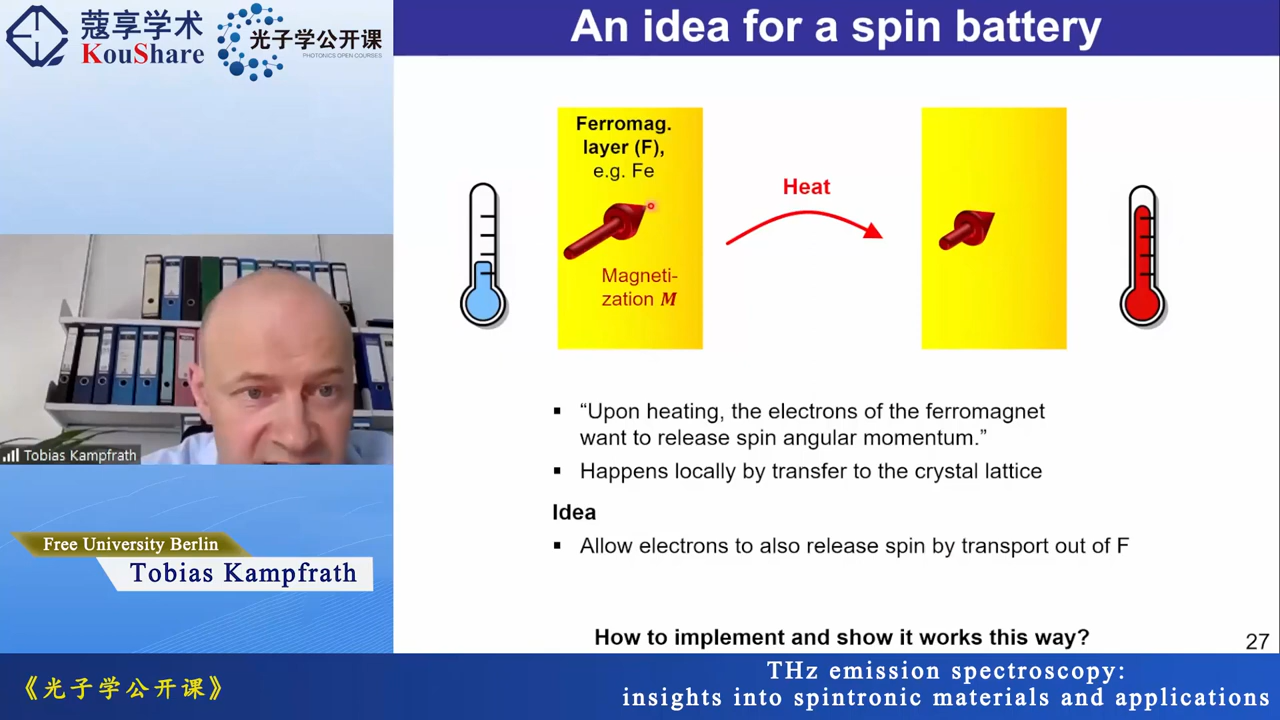 蔻享学术
KouShare
光子学公开课
PHOTONICS OPEN COURSES
An idea for a spin battery
Ferromag.
layer (F),
e.g. Fe
Magneti-
zation M
Heat
▪ “Upon heating, the electrons of the ferromagnet
want to release spin angular momentum.”
▪ Happens locally by transfer to the crystal lattice
Idea
▪ Allow electrons to also release spin by transport out of F
How to implement and show it works this way?
27
Tobias Kampfrath
Free University Berlin
Tobias Kampfrath
《光子学公开课》
THz emission spectroscopy:
insights into spintronic materials and applications